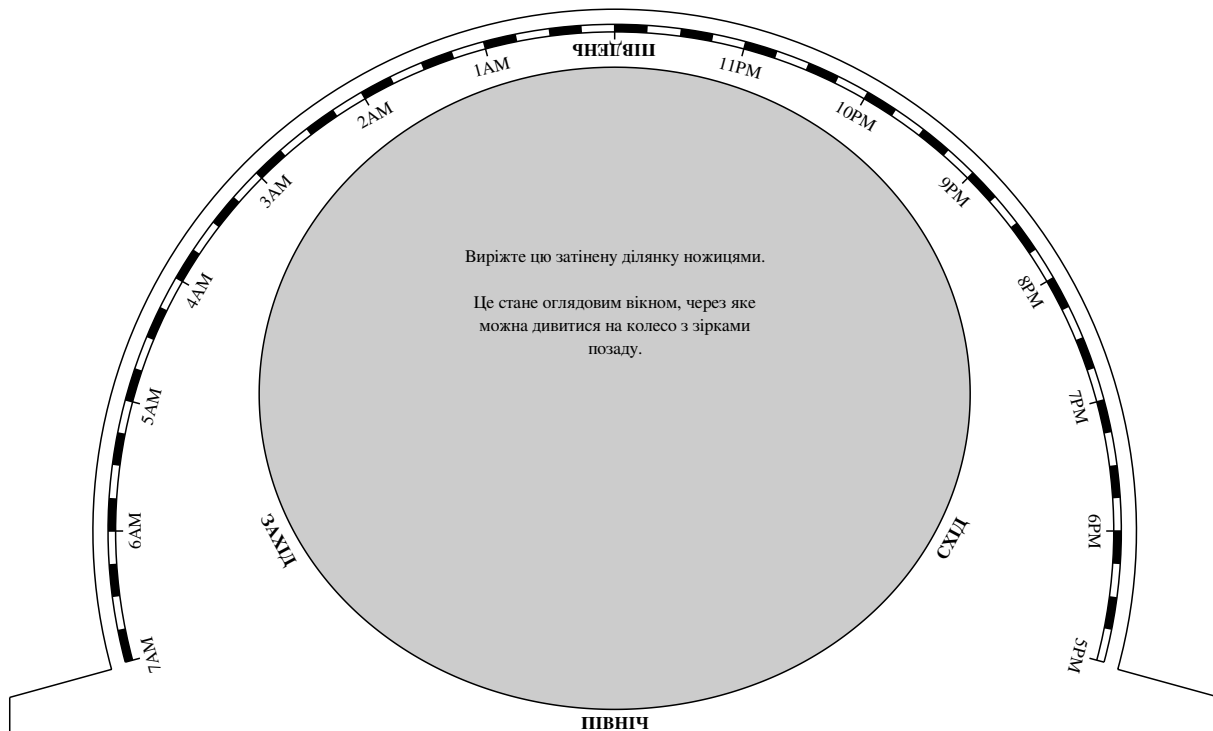 ПІВДЕНЬ
1AM
11PM
2AM
10PM
3AM
9PM
4AM
8PM
5AM
7PM
6AM
6PM
7AM
5PM
Виріжте цю затінену ділянку ножицями.
Це стане оглядовим вікном, через яке
можна дивитися на колесо з зірками
позаду.
ЗАХІД
СХІД
ПІВНІЧ